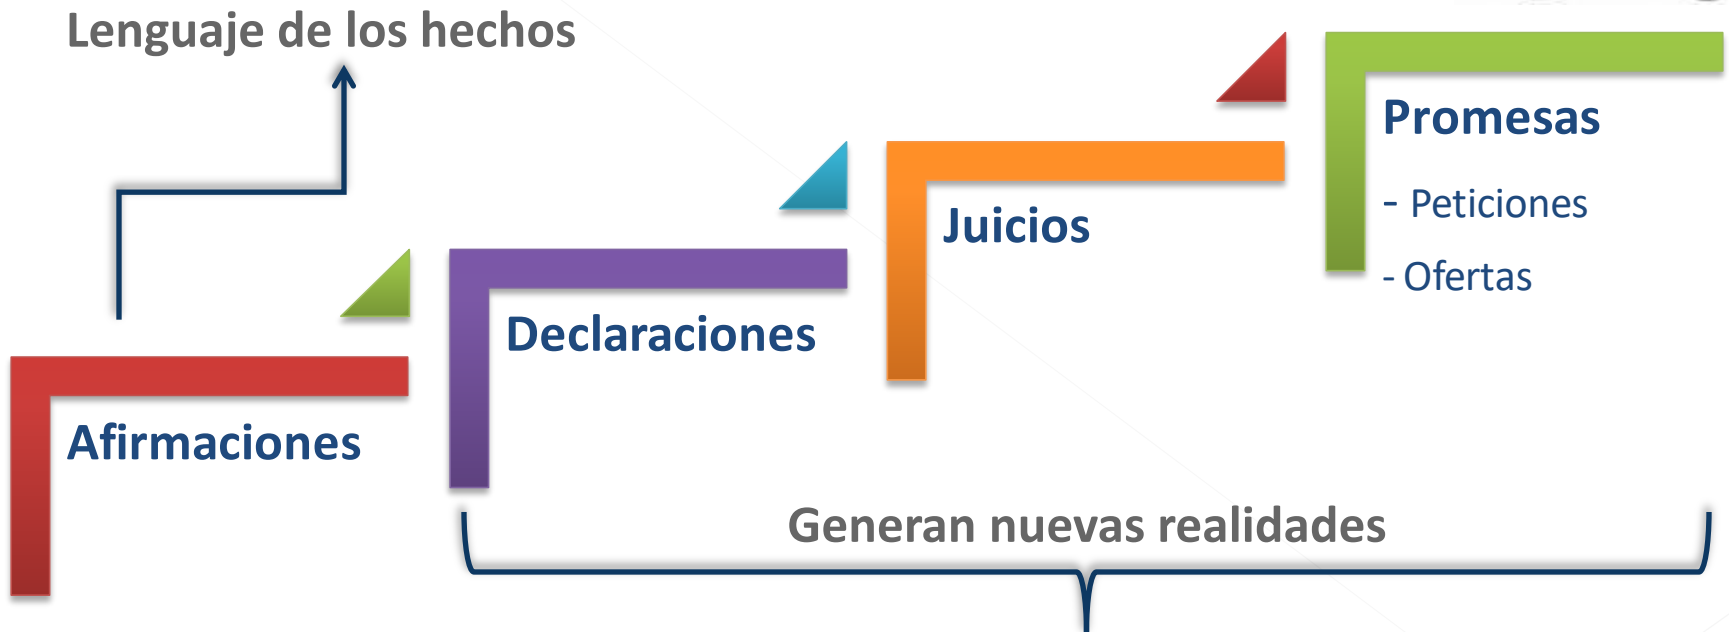 Lenguaje de los hechos
Afirmaciones
Declaraciones
Juicios
Promesas
- Peticiones
- Ofertas
Generan nuevas realidades